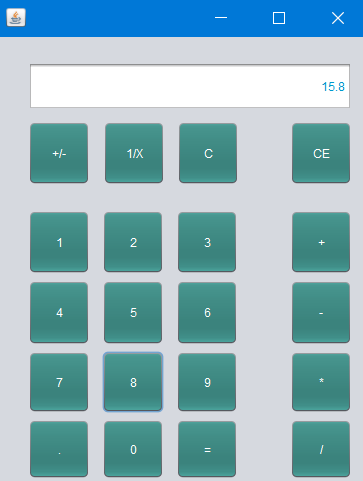 15.8
+/- 1/X C CE
1 2 3 +
4 5 6 -
7 8 9 *
. 0 = /